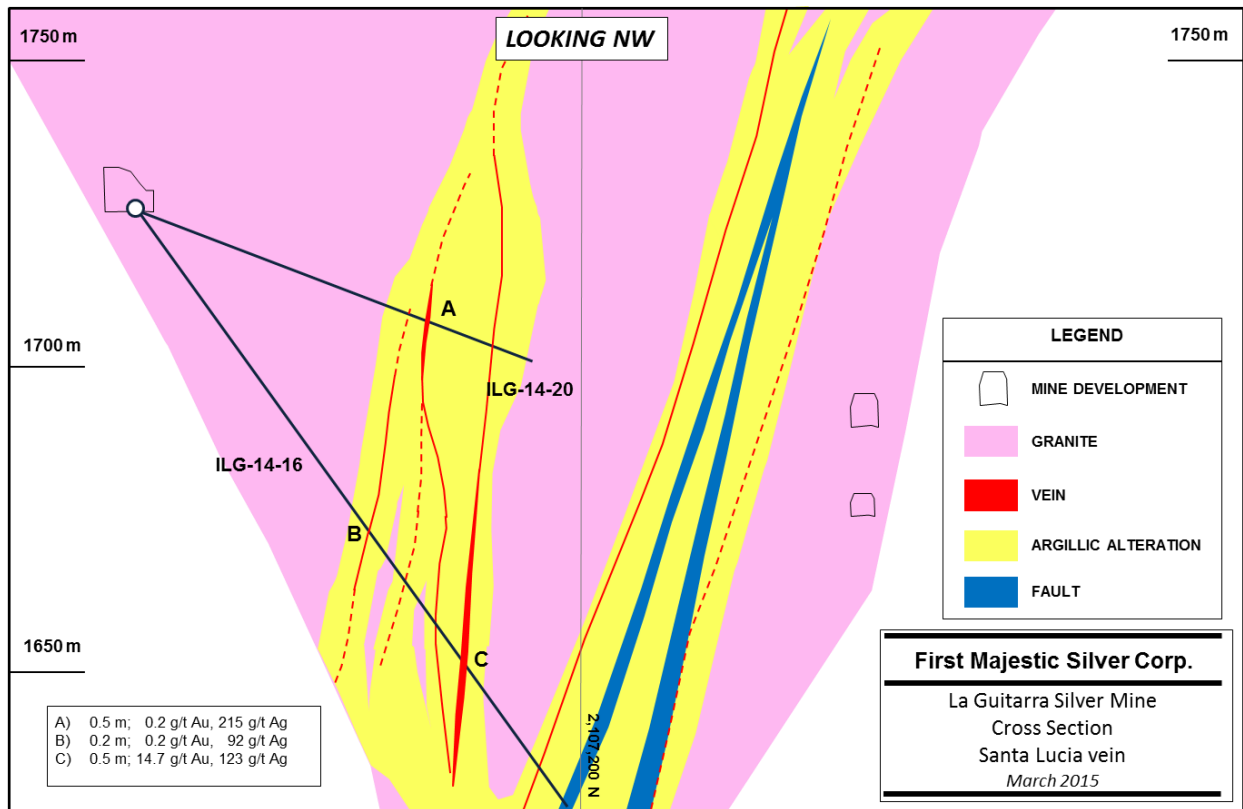 LOOKING NW
1750 m
1750 m
A
1700 m
ILG-14-20
ILG-14-16
B
1650 m
C
2,107,200 N
LEGEND
MINE DEVELOPMENT
GRANITE
VEIN
ARGILLIC ALTERATION
FAULT
A) 0.5 m; 0.2 g/t Au, 215 g/t Ag
B) 0.2 m; 0.2 g/t Au, 92 g/t Ag
C) 0.5 m; 14.7 g/t Au, 123 g/t Ag
First Majestic Silver Corp.
La Guitarra Silver Mine
Cross Section
Santa Lucia vein
March 2015